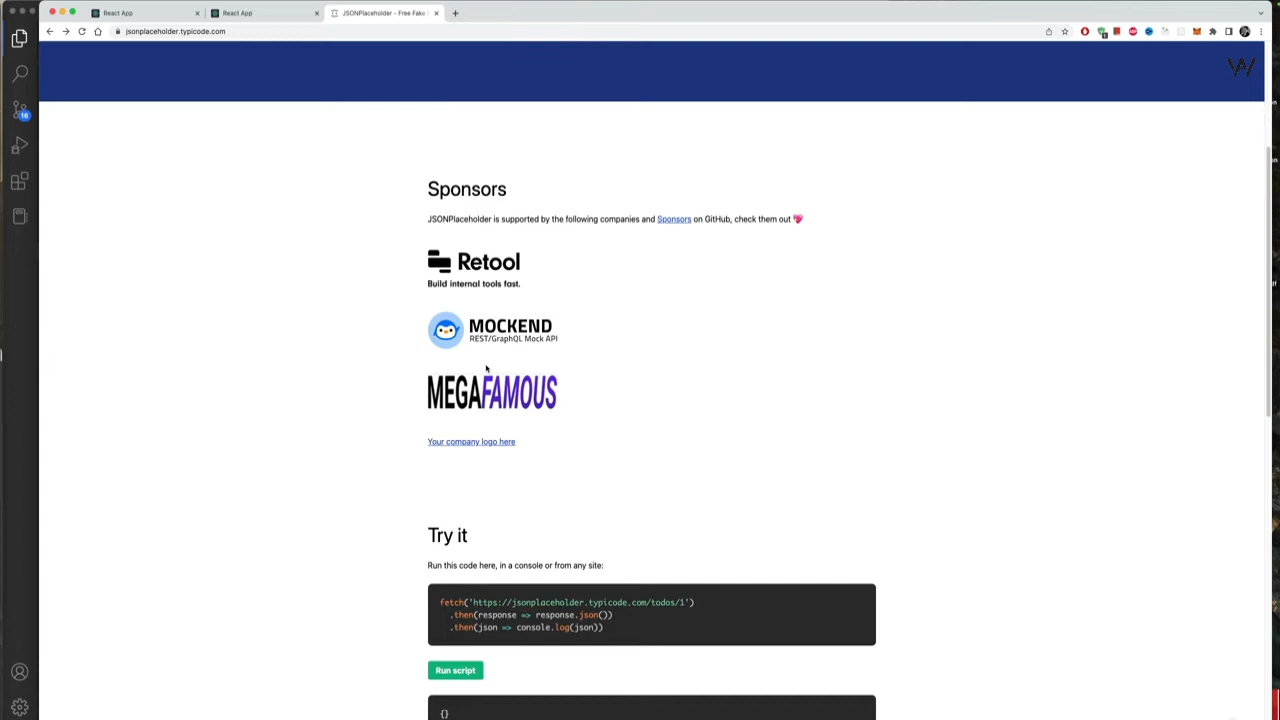 React App
React App
JSONPlaceholder - Free Fake
jsonplaceholder.typicode.com
W
16
Sponsors
JSONPlaceholder is supported by the following companies and Sponsors on GitHub, check them out 💖
Retool
Build internal tools fast.
MOCKEND
REST/GraphQL Mock API
MEGAFAMOUS
Your company logo here
Try it
Run this code here, in a console or from any site:
fetch('https://jsonplaceholder.typicode.com/todos/1')
.then(response => response.json())
.then(json => console.log(json))
Run script
{}